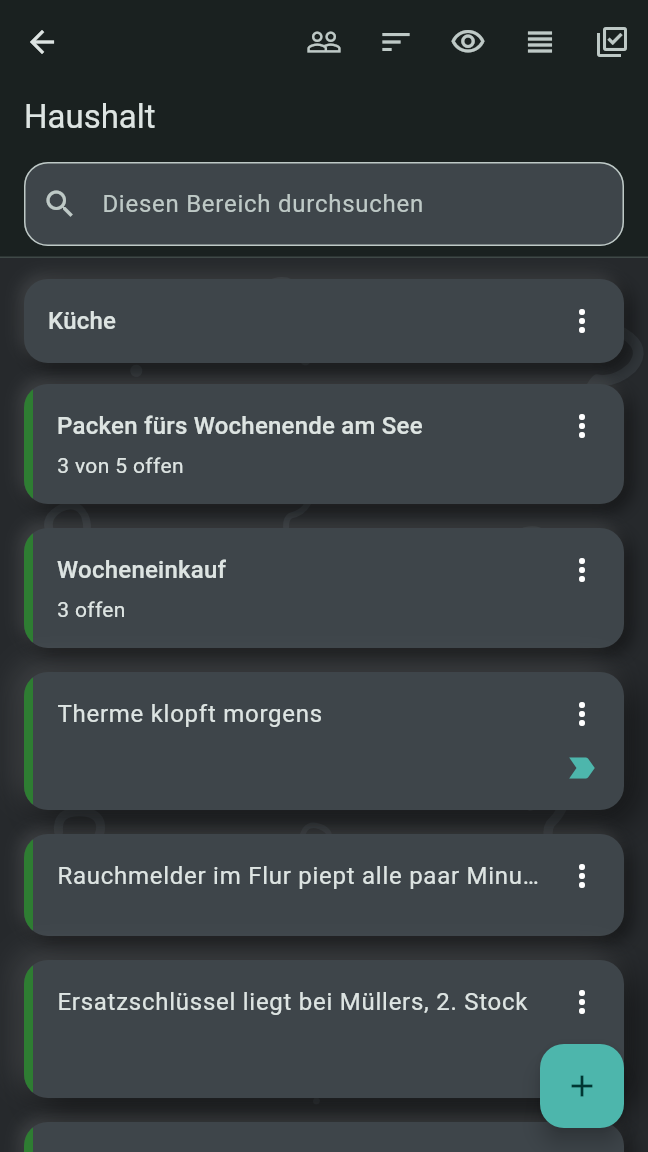 Haushalt
Diesen Bereich durchsuchen
Küche
Packen fürs Wochenende am See
3 von 5 offen
Wocheneinkauf
3 offen
Therme klopft morgens
Rauchmelder im Flur piept alle paar Minu…
Ersatzschlüssel liegt bei Müllers, 2. Stock